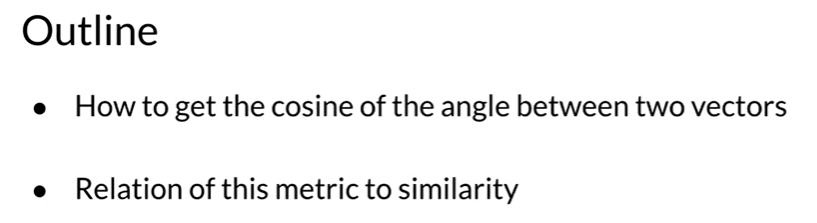 Outline
● How to get the cosine of the angle between two vectors
● Relation of this metric to similarity